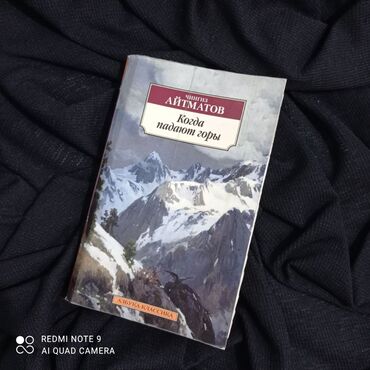 ЧИНГИЗ
АЙТМАТОВ
Когда
падают горы
АЗБУКА-КЛАССИКА
REDMI NOTE 9
AI QUAD CAMERA